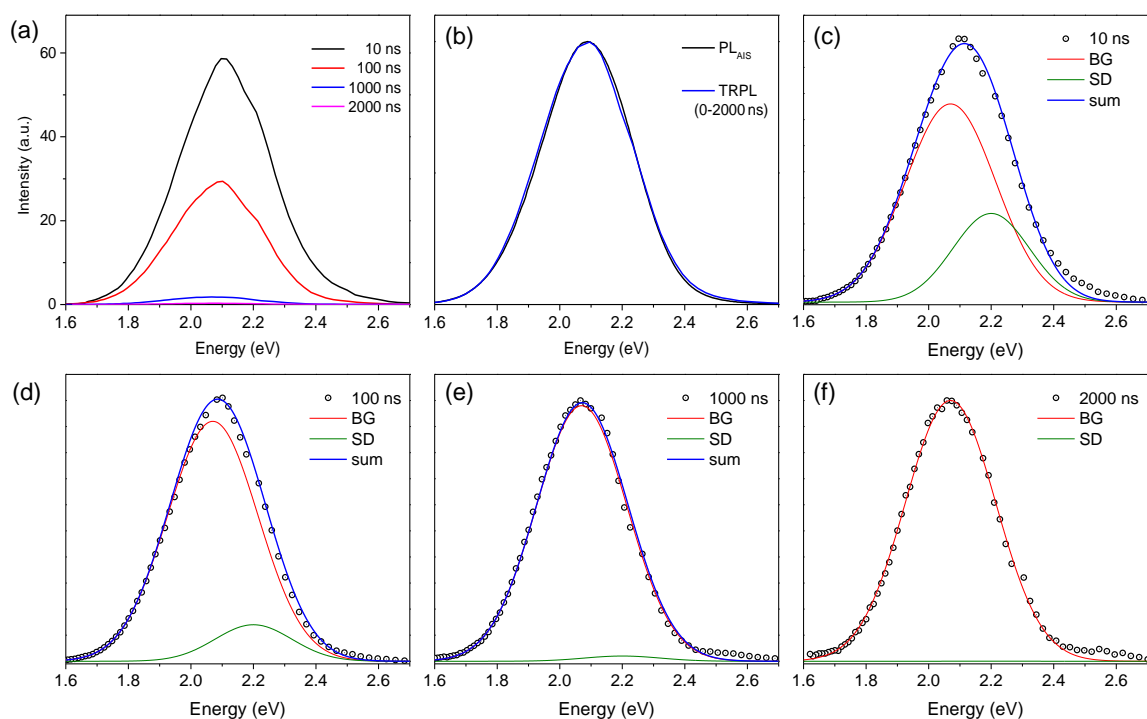 (a)
60
40
20
0
Intensity (a.u.)
10 ns
100 ns
1000 ns
2000 ns
1.6 1.8 2.0 2.2 2.4 2.6
Energy (eV)
(b)
PLAIS
TRPL
(0-2000 ns)
1.6 1.8 2.0 2.2 2.4 2.6
Energy (eV)
(c)
10 ns
BG
SD
sum
1.6 1.8 2.0 2.2 2.4 2.6
Energy (eV)
(d)
100 ns
BG
SD
sum
1.6 1.8 2.0 2.2 2.4 2.6
Energy (eV)
(e)
1000 ns
BG
SD
sum
1.6 1.8 2.0 2.2 2.4 2.6
Energy (eV)
(f)
2000 ns
BG
SD
1.6 1.8 2.0 2.2 2.4 2.6
Energy (eV)